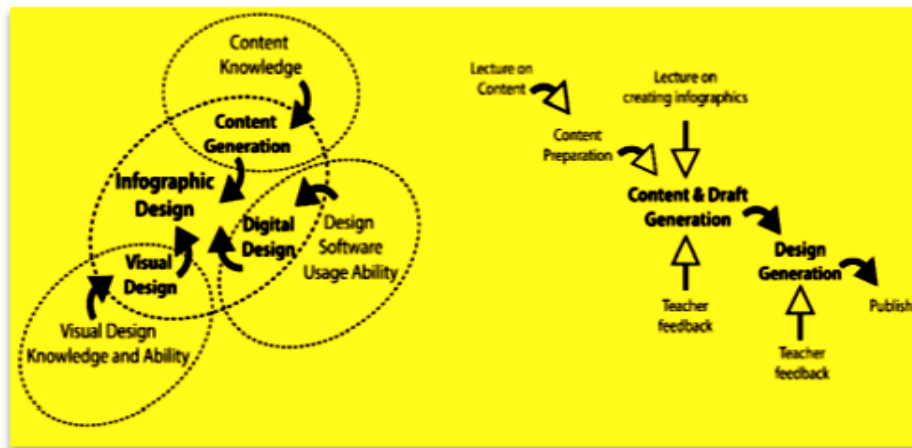 Content
Knowledge
Content
Generation
Infographic
Design
Digital
Design
Design
Software
Usage Ability
Visual
Design
Visual Design
Knowledge and Ability
Lecture on
Content
Lecture on
creating infographics
Content
Preparation
Content & Draft
Generation
Design
Generation
Teacher
feedback
Publish
Teacher
feedback